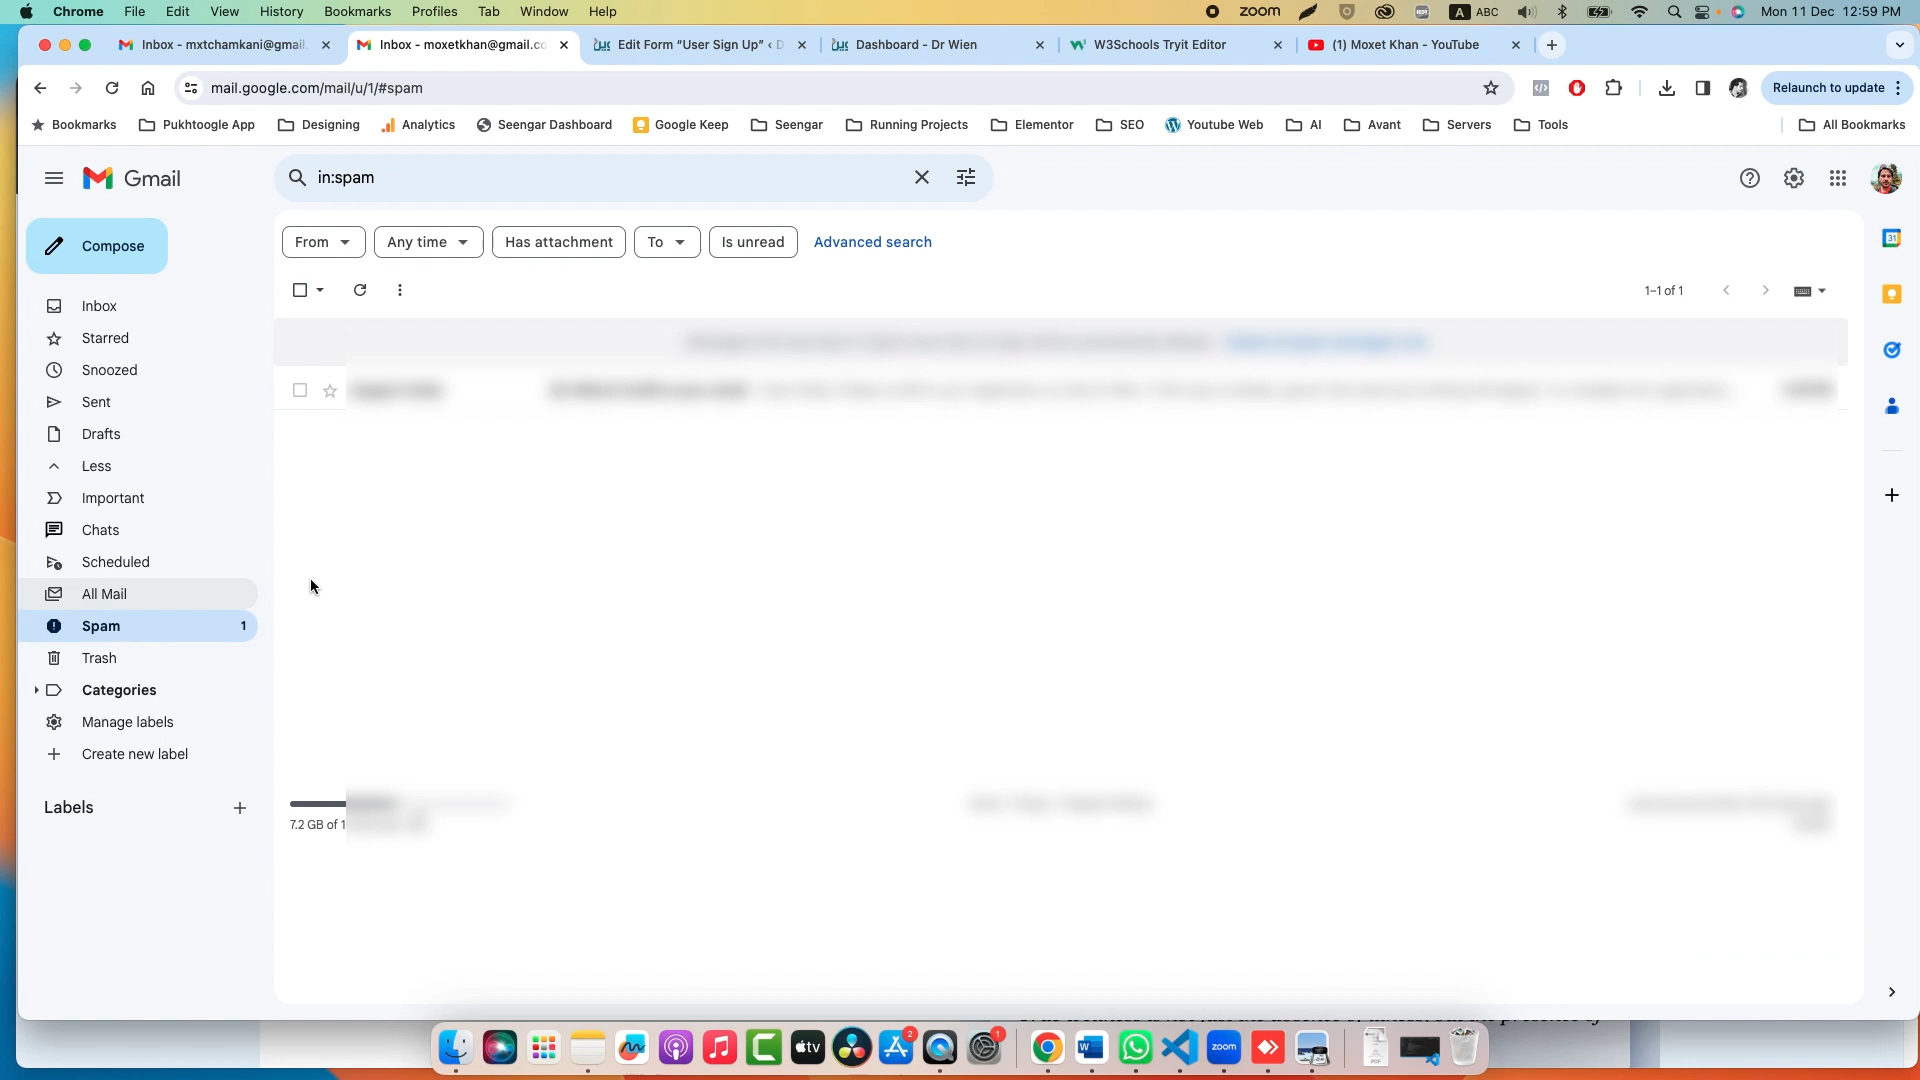 Chrome File Edit View History Bookmarks Profiles Tab Window Help zoom A ABC Mon 11 Dec 12:59 PM
Inbox - mxtchamkani@gmail. Inbox - moxetkhan@gmail.co Edit Form “User Sign Up” ‹ D Dashboard - Dr Wien W3Schools Tryit Editor (1) Moxet Khan - YouTube
mail.google.com/mail/u/1/#spam Relaunch to update
Bookmarks Pukhtoogle App Designing Analytics Seengar Dashboard Google Keep Seengar Running Projects Elementor SEO Youtube Web AI Avant Servers Tools All Bookmarks
Gmail in:spam
Compose
From Any time Has attachment To Is unread Advanced search
1–1 of 1
Inbox
Starred
Snoozed
Sent
Drafts
Less
Important
Chats
Scheduled
All Mail
Spam 1
Trash
Categories
Manage labels
Create new label
Labels
7.2 GB of 1